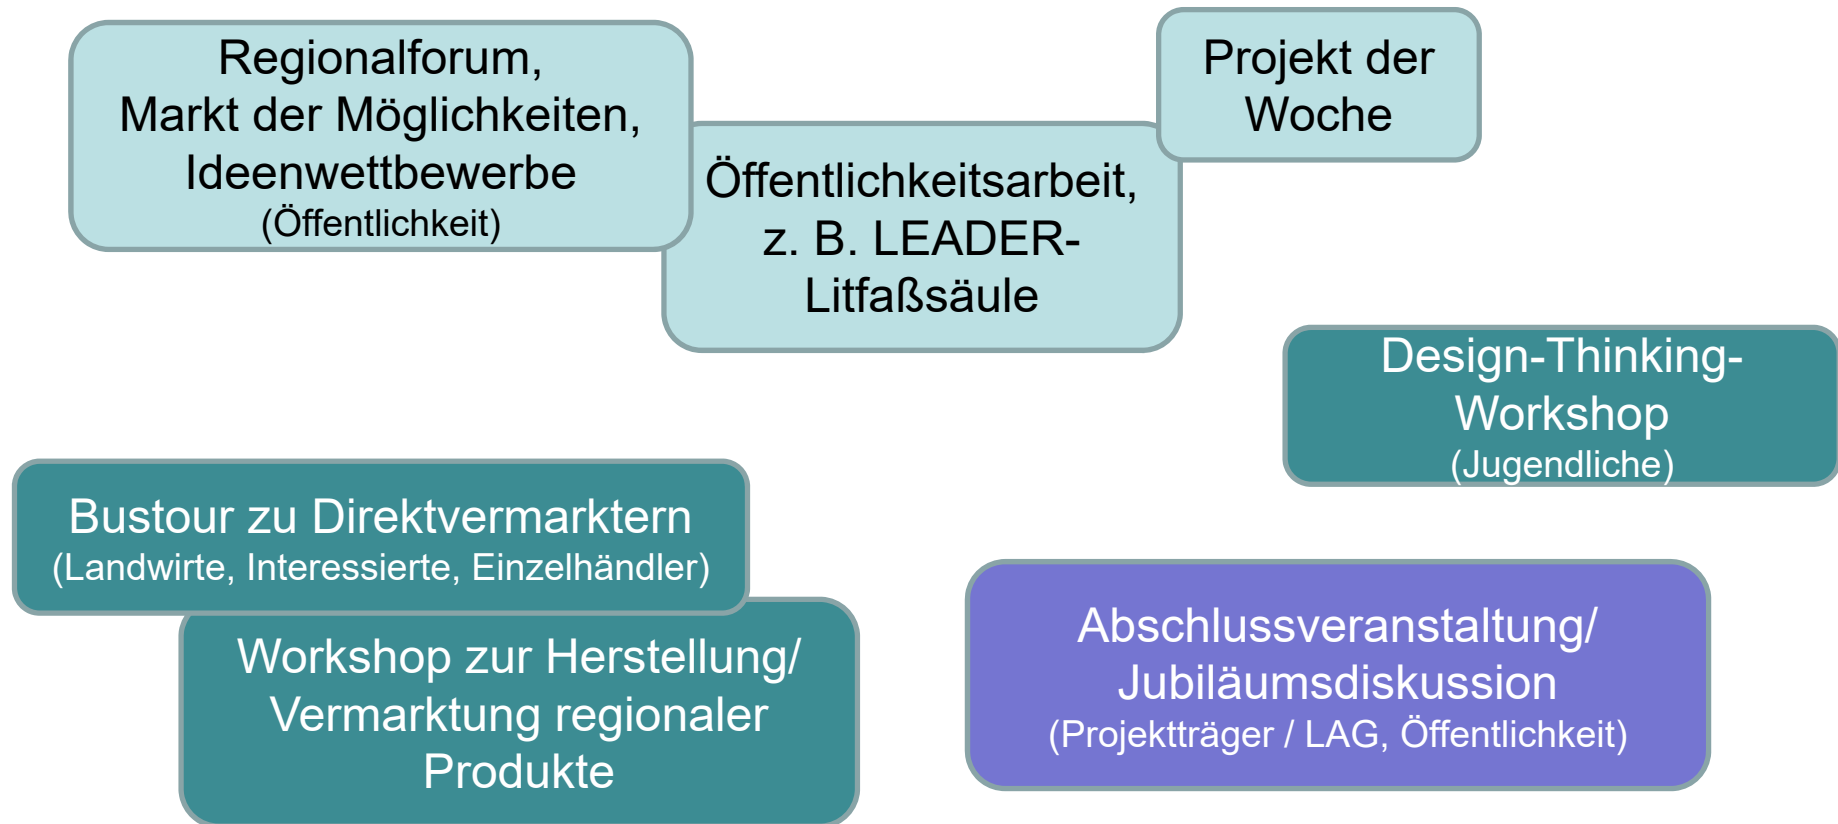 Regionalforum,
Markt der Möglichkeiten,
Ideenwettbewerbe
(Öffentlichkeit)
Projekt der
Woche
Öffentlichkeitsarbeit,
z. B. LEADER-
Litfaßsäule
Design-Thinking-
Workshop
(Jugendliche)
Bustour zu Direktvermarktern
(Landwirte, Interessierte, Einzelhändler)
Workshop zur Herstellung/
Vermarktung regionaler
Produkte
Abschlussveranstaltung/
Jubiläumsdiskussion
(Projektträger / LAG, Öffentlichkeit)